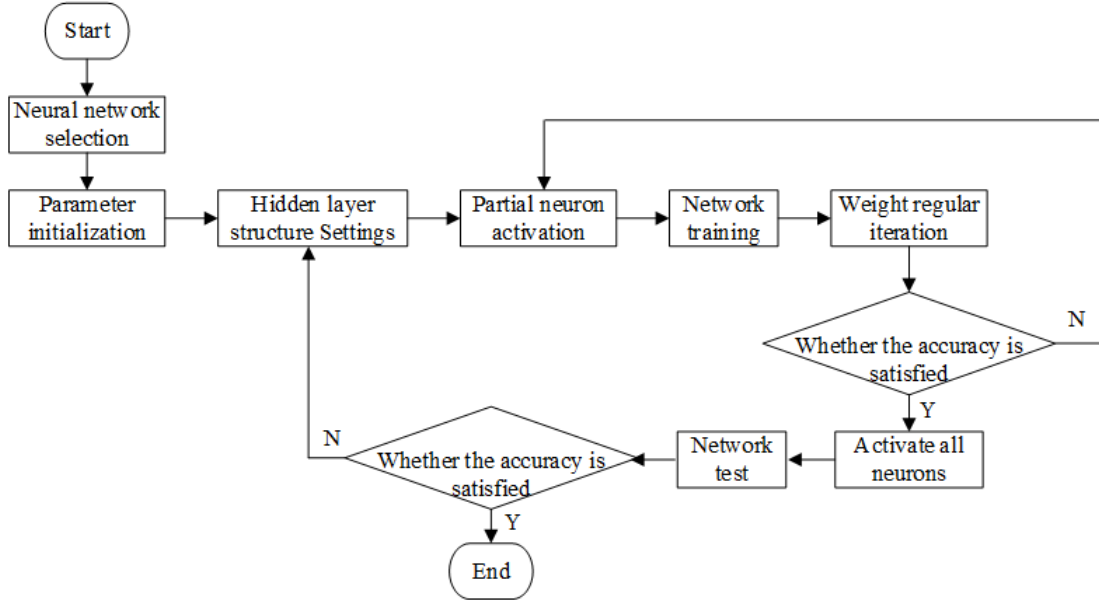 Start
Neural network
selection
Parameter
initialization
Hidden layer
structure Settings
Partial neuron
activation
Network
training
Weight regular
iteration
Whether the accuracy is
satisfied
N
Y
Activate all
neurons
Network
test
Whether the accuracy is
satisfied
N
Y
End